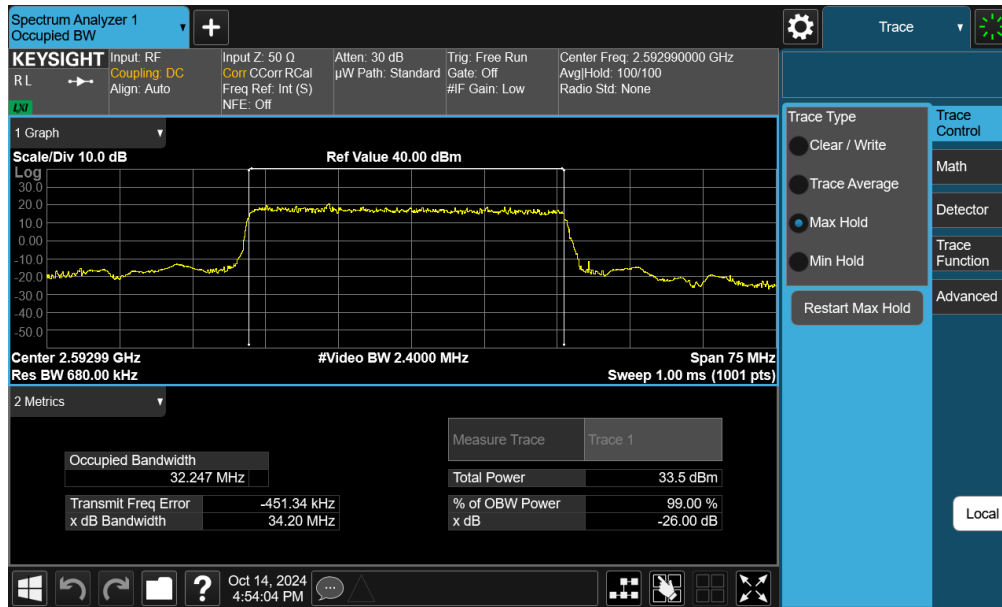 Spectrum Analyzer 1
Occupied BW
+
Trace
KEYSIGHT
R L
LXI
Input: RF
Coupling: DC
Align: Auto
Input Z: 50 Ω
Corr CCorr RCal
Freq Ref: Int (S)
NFE: Off
Atten: 30 dB
µW Path: Standard
Trig: Free Run
Gate: Off
#IF Gain: Low
Center Freq: 2.592990000 GHz
Avg|Hold: 100/100
Radio Std: None
1 Graph
Scale/Div 10.0 dB
Ref Value 40.00 dBm
Log
30.0
20.0
10.0
0.00
-10.0
-20.0
-30.0
-40.0
-50.0
Center 2.59299 GHz
#Video BW 2.4000 MHz
Span 75 MHz
Res BW 680.00 kHz
Sweep 1.00 ms (1001 pts)
2 Metrics
Measure Trace
Trace 1
Occupied Bandwidth
32.247 MHz
Total Power
33.5 dBm
Transmit Freq Error
-451.34 kHz
% of OBW Power
99.00 %
x dB Bandwidth
34.20 MHz
x dB
-26.00 dB
Trace Type
Clear / Write
Trace Average
Max Hold
Min Hold
Restart Max Hold
Trace
Control
Math
Detector
Trace
Function
Advanced
Local
?
Oct 14, 2024
4:54:04 PM